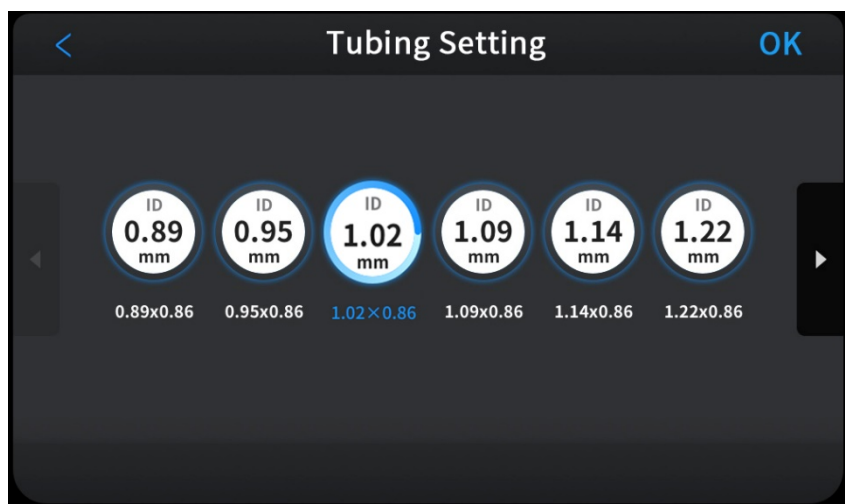 < Tubing Setting OK
ID ID ID ID ID ID
0.89 0.95 1.02 1.09 1.14 1.22
mm mm mm mm mm mm
0.89x0.86 0.95x0.86 1.02×0.86 1.09x0.86 1.14x0.86 1.22x0.86